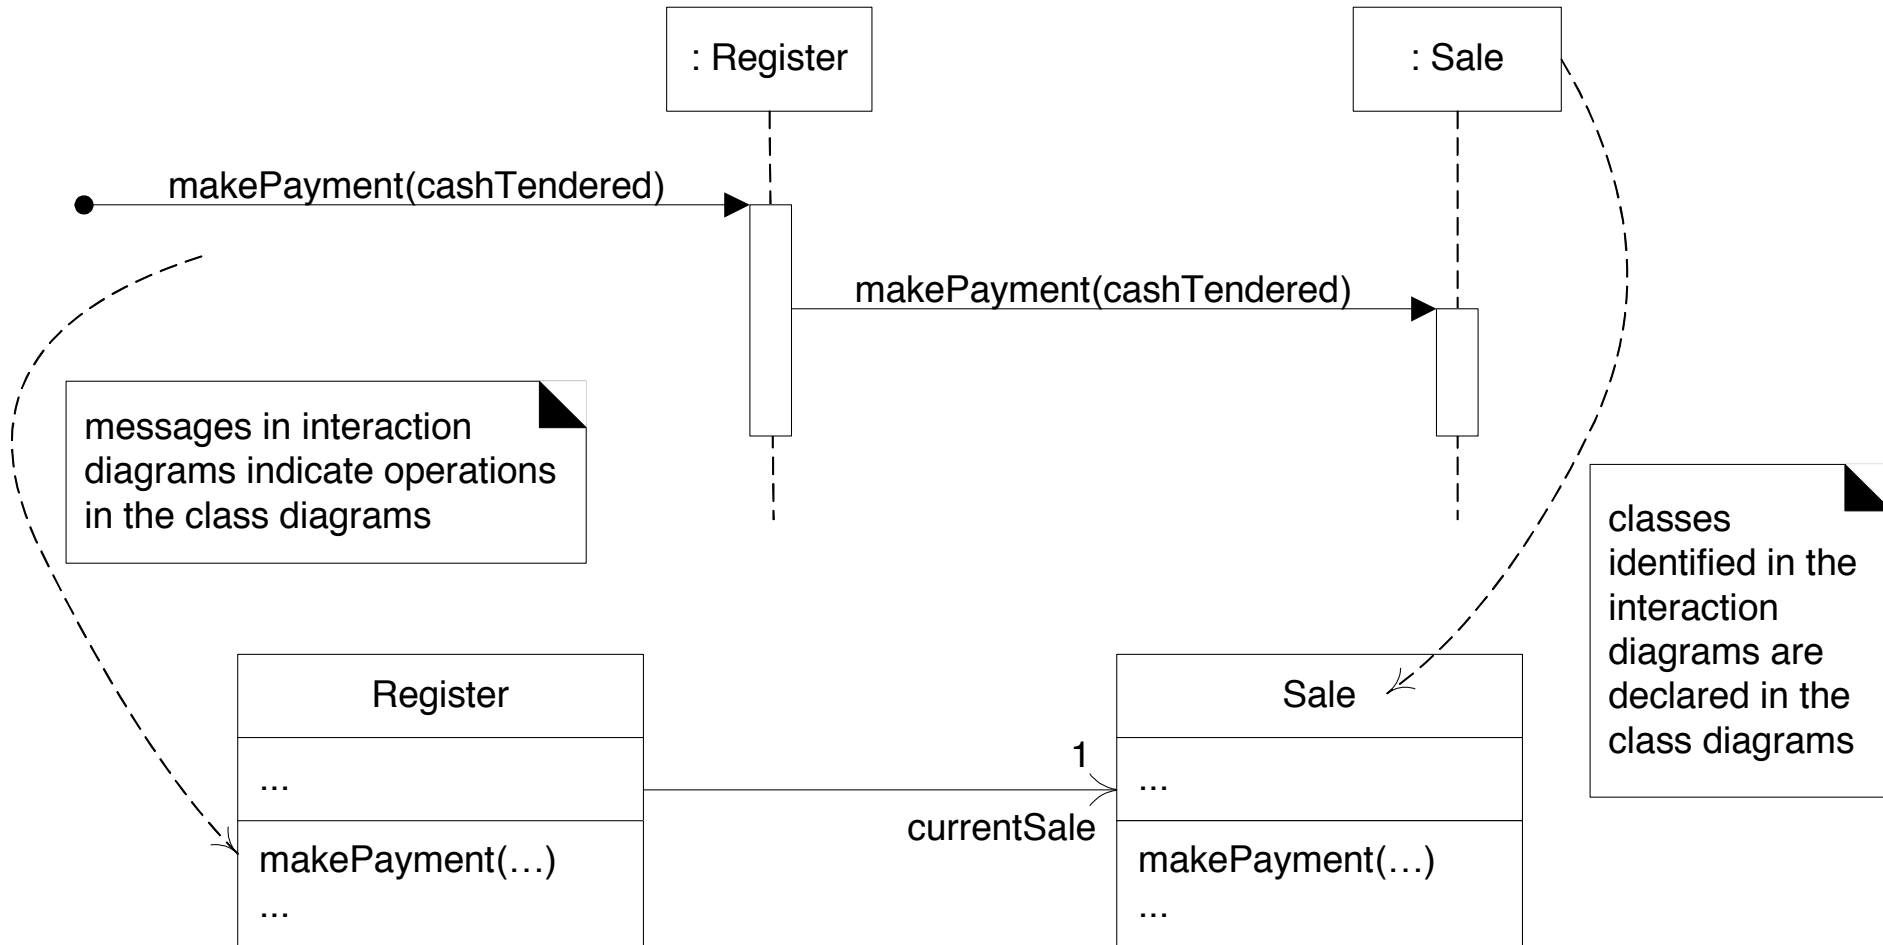 : Register
: Sale
makePayment(cashTendered)
makePayment(cashTendered)
messages in interaction
diagrams indicate operations
in the class diagrams
classes
identified in the
interaction
diagrams are
declared in the
class diagrams
Register
...
makePayment(…)
...
1
currentSale
Sale
...
makePayment(…)
...